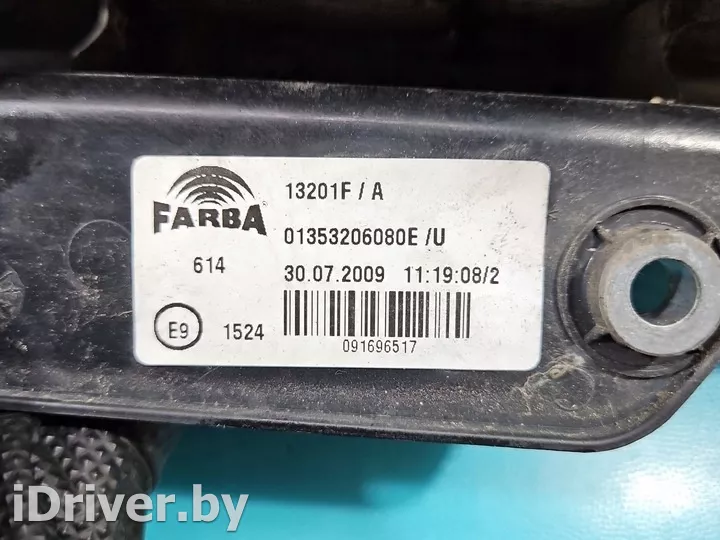 FARBA
13201F / A
01353206080E /U
614
30.07.2009 11:19:08/2
E9
1524
091696517
iDriver.by